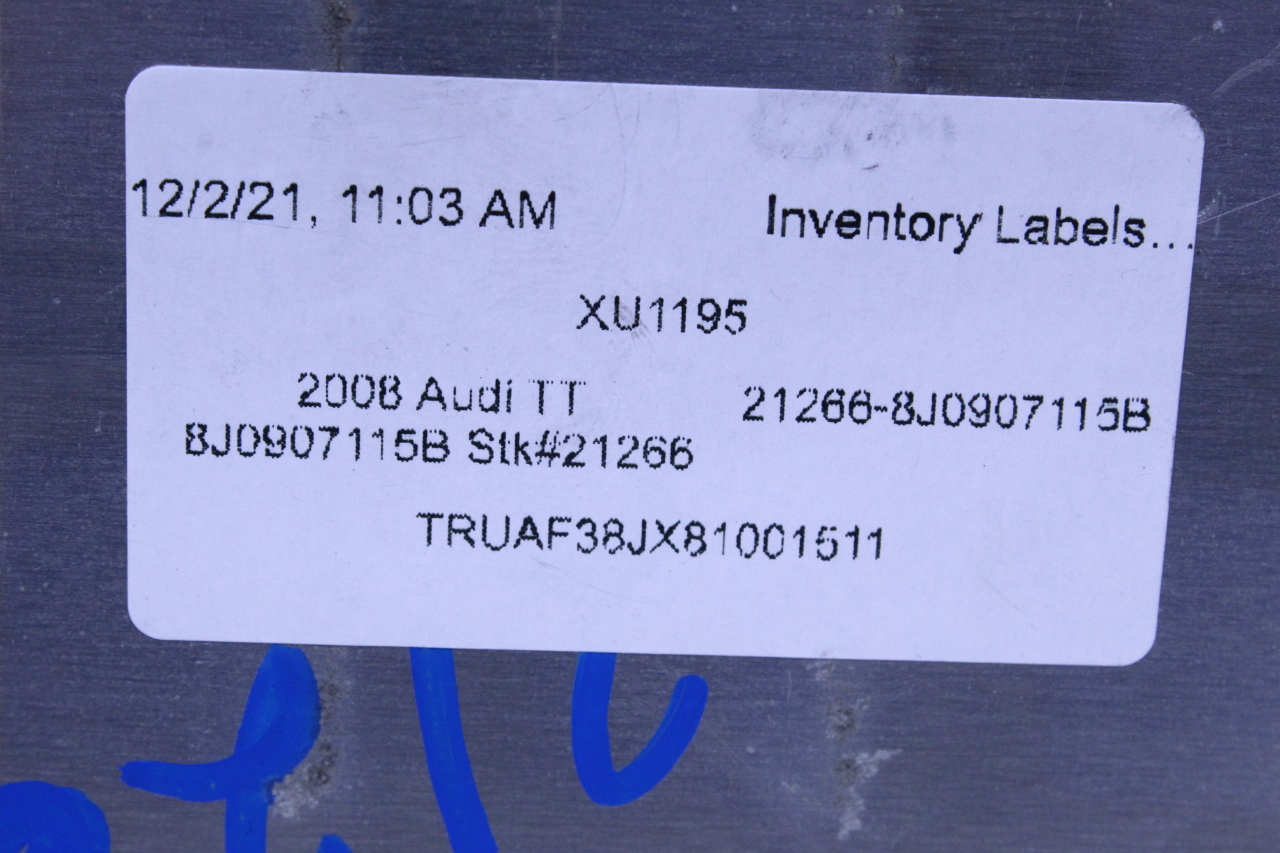 12/2/21, 11:03 AM Inventory Labels...
XU1195
2008 Audi TT 21266-8J0907115B
8J0907115B Stk#21266
TRUAF38JX81001511